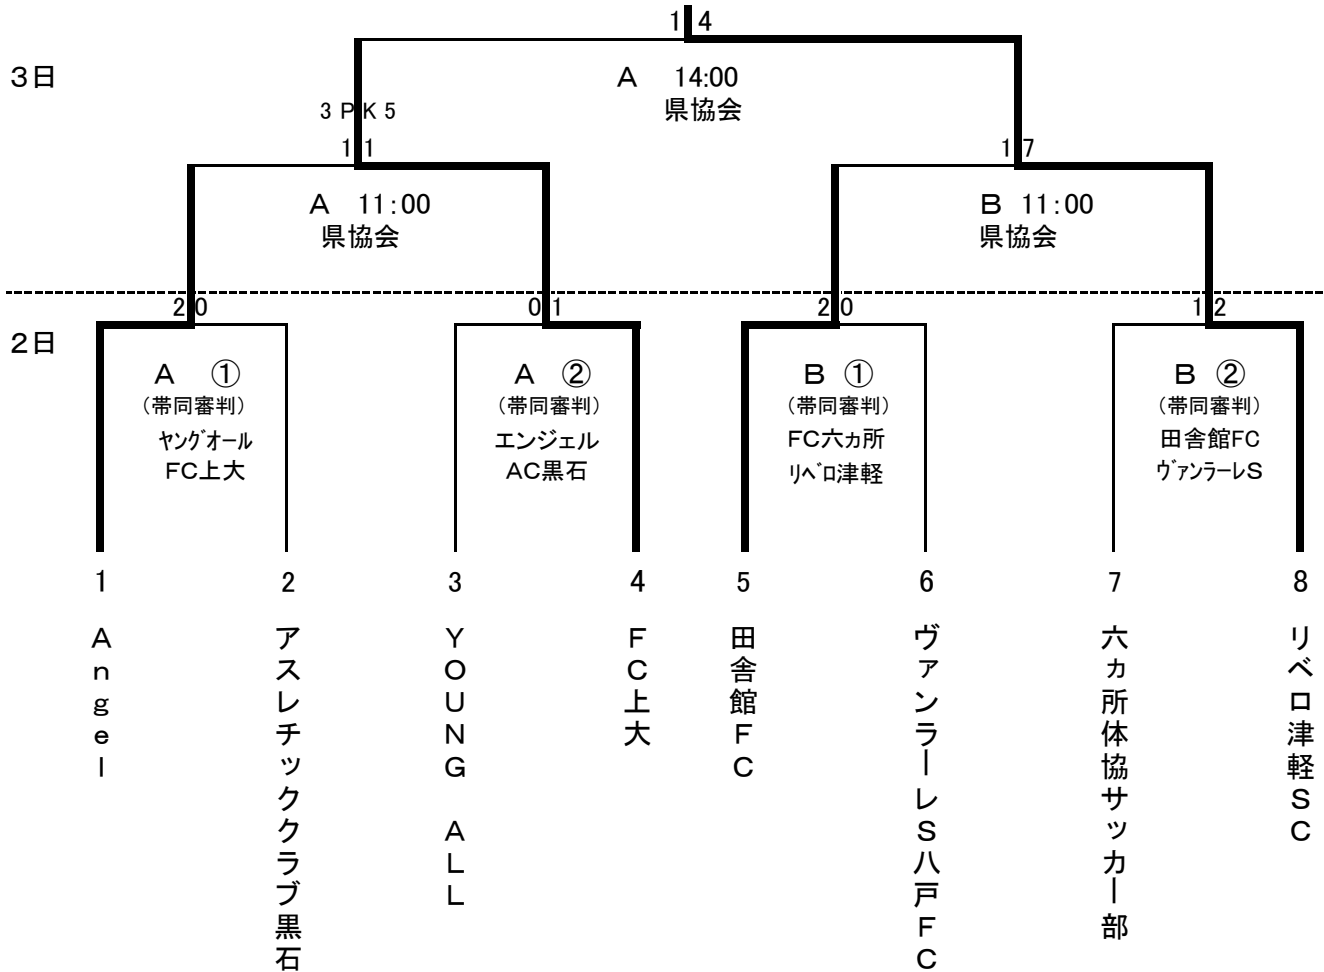 1 4
3日
A 14:00
県協会
3 PK 5
1 1
1 7
A 11:00
県協会
B 11:00
県協会
2 0
0 1
2 0
1 2
2日
A ①
(帯同審判)
ヤングオール
FC上大
A ②
(帯同審判)
エンジェル
AC黒石
B ①
(帯同審判)
FC六ヵ所
リベロ津軽
B ②
(帯同審判)
田舎館FC
ヴァンラーレS
1
2
3
4
5
6
7
8
Angel
アスレチッククラブ黒石
YOUNG ALL
FC上大
田舎館FC
ヴァンラーレS八戸FC
六ヵ所体協サッカー部
リベロ津軽SC